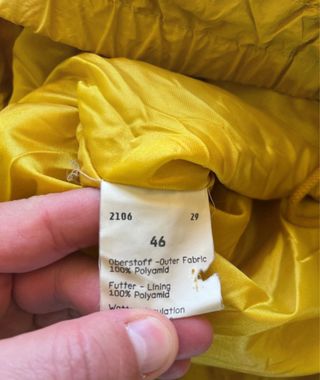 2106 29
46
Oberstoff -Outer Fabric
100% Polyamid
Futter - Lining
100% Polyamid